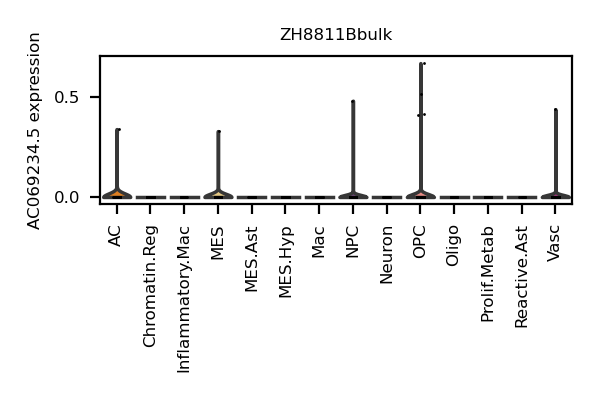 ZH8811Bbulk
AC069234.5 expression
0.5
0.0
AC
Chromatin.Reg
Inflammatory.Mac
MES
MES.Ast
MES.Hyp
Mac
NPC
Neuron
OPC
Oligo
Prolif.Metab
Reactive.Ast
Vasc